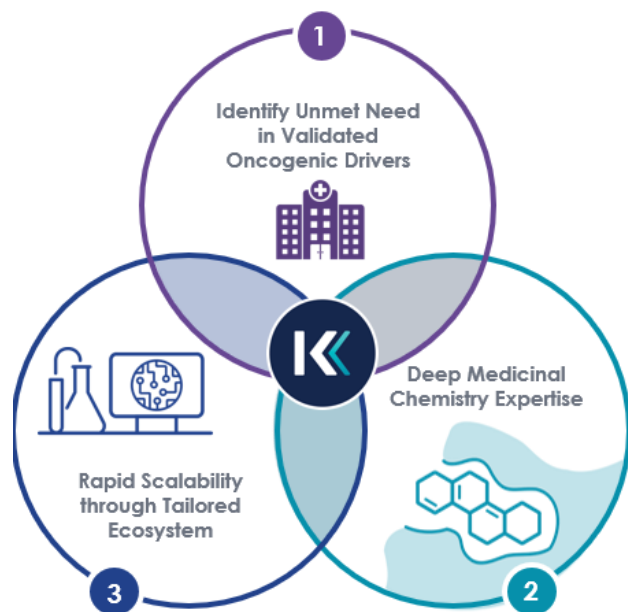 1
Identify Unmet Need
in Validated
Oncogenic Drivers
K
Deep Medicinal
Chemistry Expertise
2
Rapid Scalability
through Tailored
Ecosystem
3